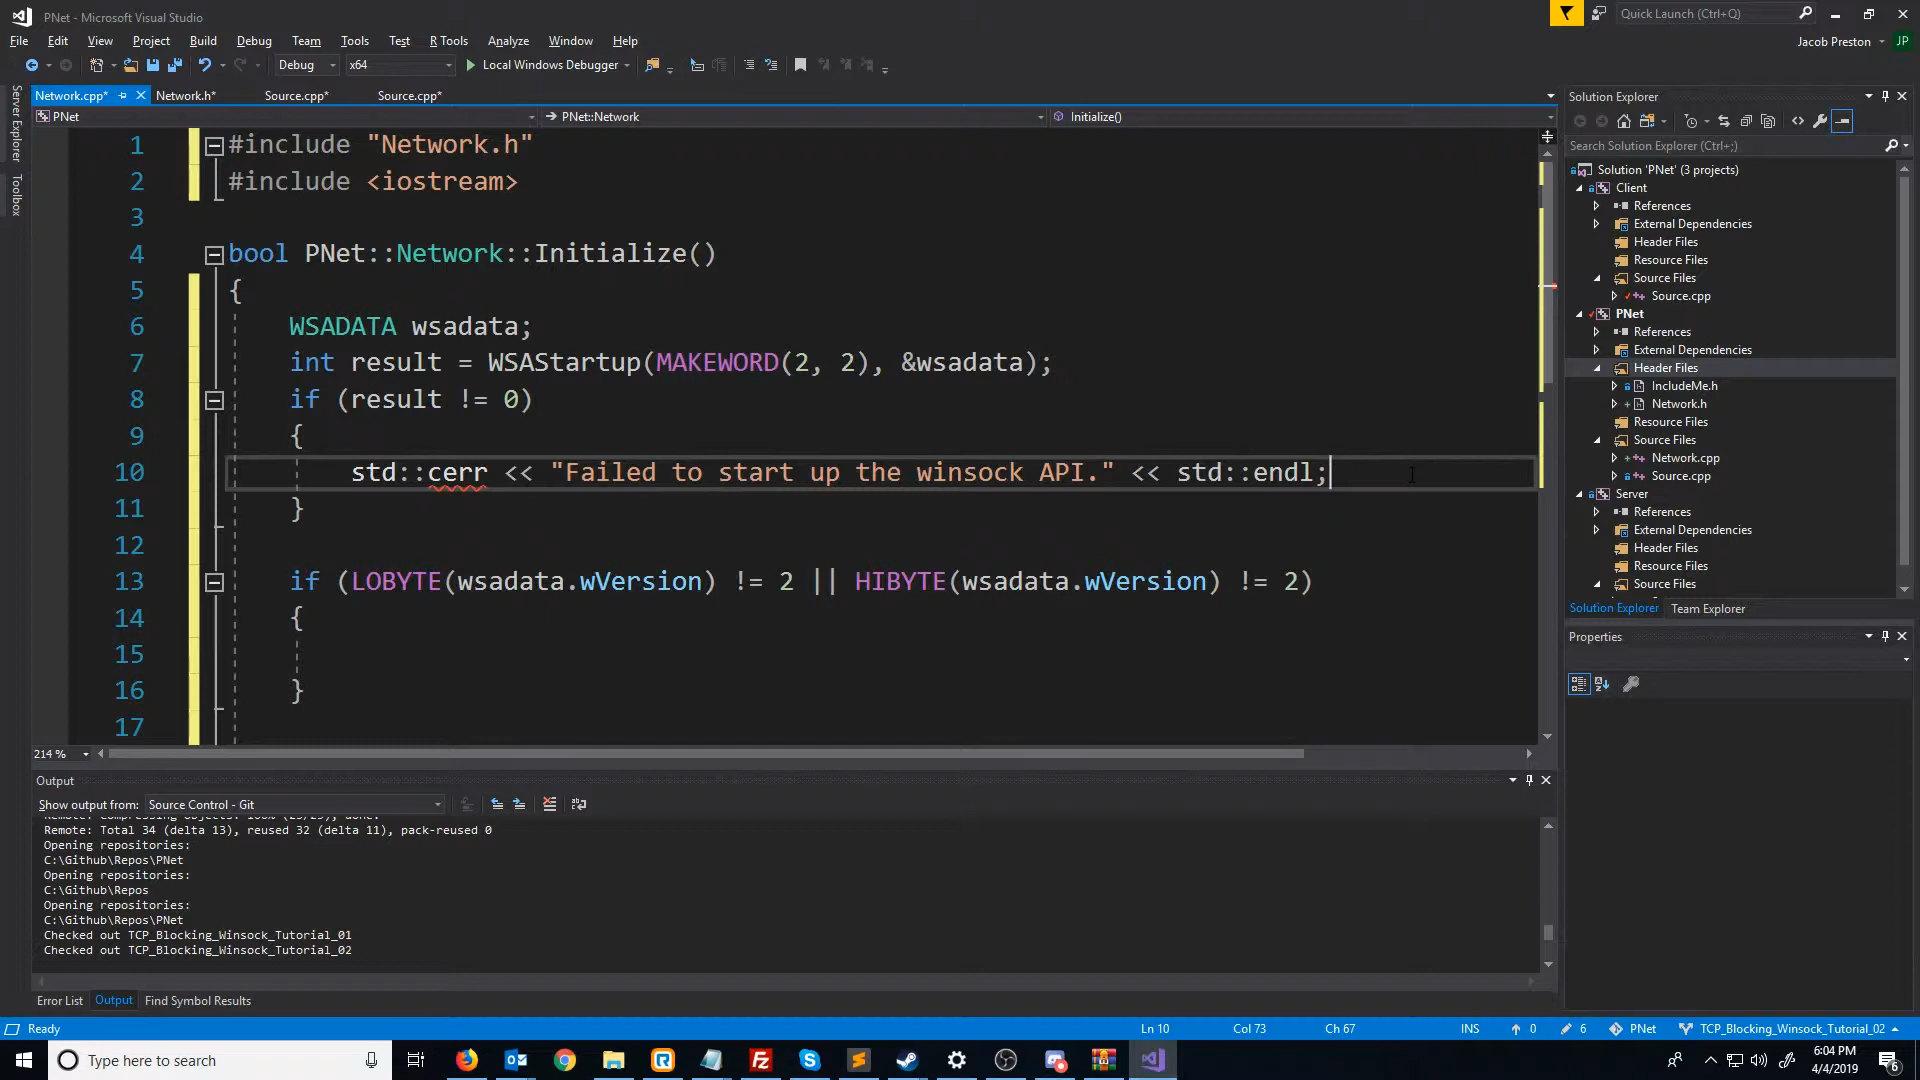 PNet - Microsoft Visual Studio
Quick Launch (Ctrl+Q)
File Edit View Project Build Debug Team Tools Test R Tools Analyze Window Help
Jacob Preston JP
Debug x64 Local Windows Debugger
Server Explorer
Toolbox
Network.cpp* Network.h* Source.cpp* Source.cpp*
PNet PNet::Network Initialize()
1 #include "Network.h"
2 #include <iostream>
3
4 bool PNet::Network::Initialize()
5 {
6 WSADATA wsadata;
7 int result = WSAStartup(MAKEWORD(2, 2), &wsadata);
8 if (result != 0)
9 {
10 std::cerr << "Failed to start up the winsock API." << std::endl;
11 }
12
13 if (LOBYTE(wsadata.wVersion) != 2 || HIBYTE(wsadata.wVersion) != 2)
14 {
15
16 }
17
214 %
Solution Explorer
Search Solution Explorer (Ctrl+;)
Solution 'PNet' (3 projects)
Client
References
External Dependencies
Header Files
Resource Files
Source Files
Source.cpp
PNet
References
External Dependencies
Header Files
IncludeMe.h
Network.h
Resource Files
Source Files
Network.cpp
Source.cpp
Server
References
External Dependencies
Header Files
Resource Files
Source Files
Solution Explorer Team Explorer
Properties
Output
Show output from: Source Control - Git
Remote: Total 34 (delta 13), reused 32 (delta 11), pack-reused 0
Opening repositories:
C:\Github\Repos\PNet
Opening repositories:
C:\Github\Repos
Opening repositories:
C:\Github\Repos\PNet
Checked out TCP_Blocking_Winsock_Tutorial_01
Checked out TCP_Blocking_Winsock_Tutorial_02
Error List Output Find Symbol Results
Ready Ln 10 Col 73 Ch 67 INS 0 6 PNet TCP_Blocking_Winsock_Tutorial_02
Type here to search
6:04 PM
4/4/2019
6